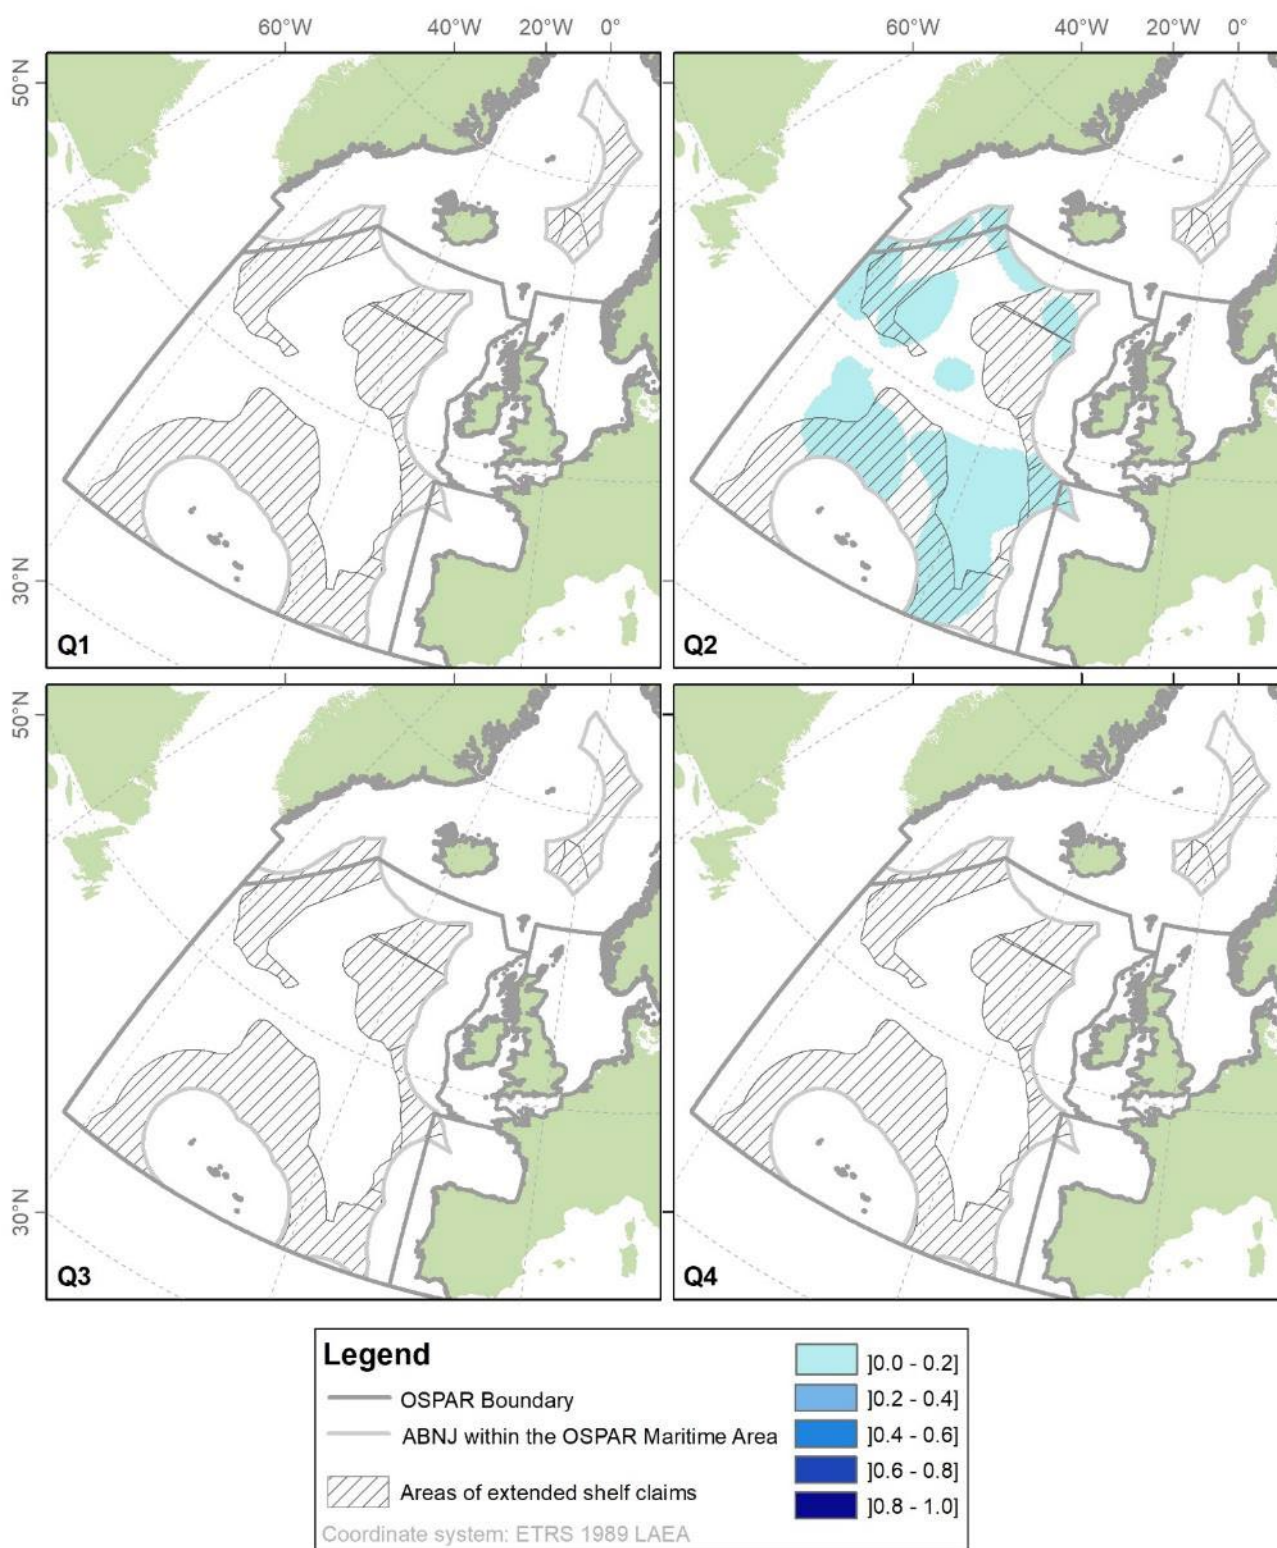 60°W 40°W 20°W 0° 60°W 40°W 20°W 0°
50°N
30°N
Q1 Q2
50°N
30°N
Q3 Q4
Legend
OSPAR Boundary
ABNJ within the OSPAR Maritime Area
Areas of extended shelf claims
Coordinate system: ETRS 1989 LAEA
]0.0 - 0.2]
]0.2 - 0.4]
]0.4 - 0.6]
]0.6 - 0.8]
]0.8 - 1.0]